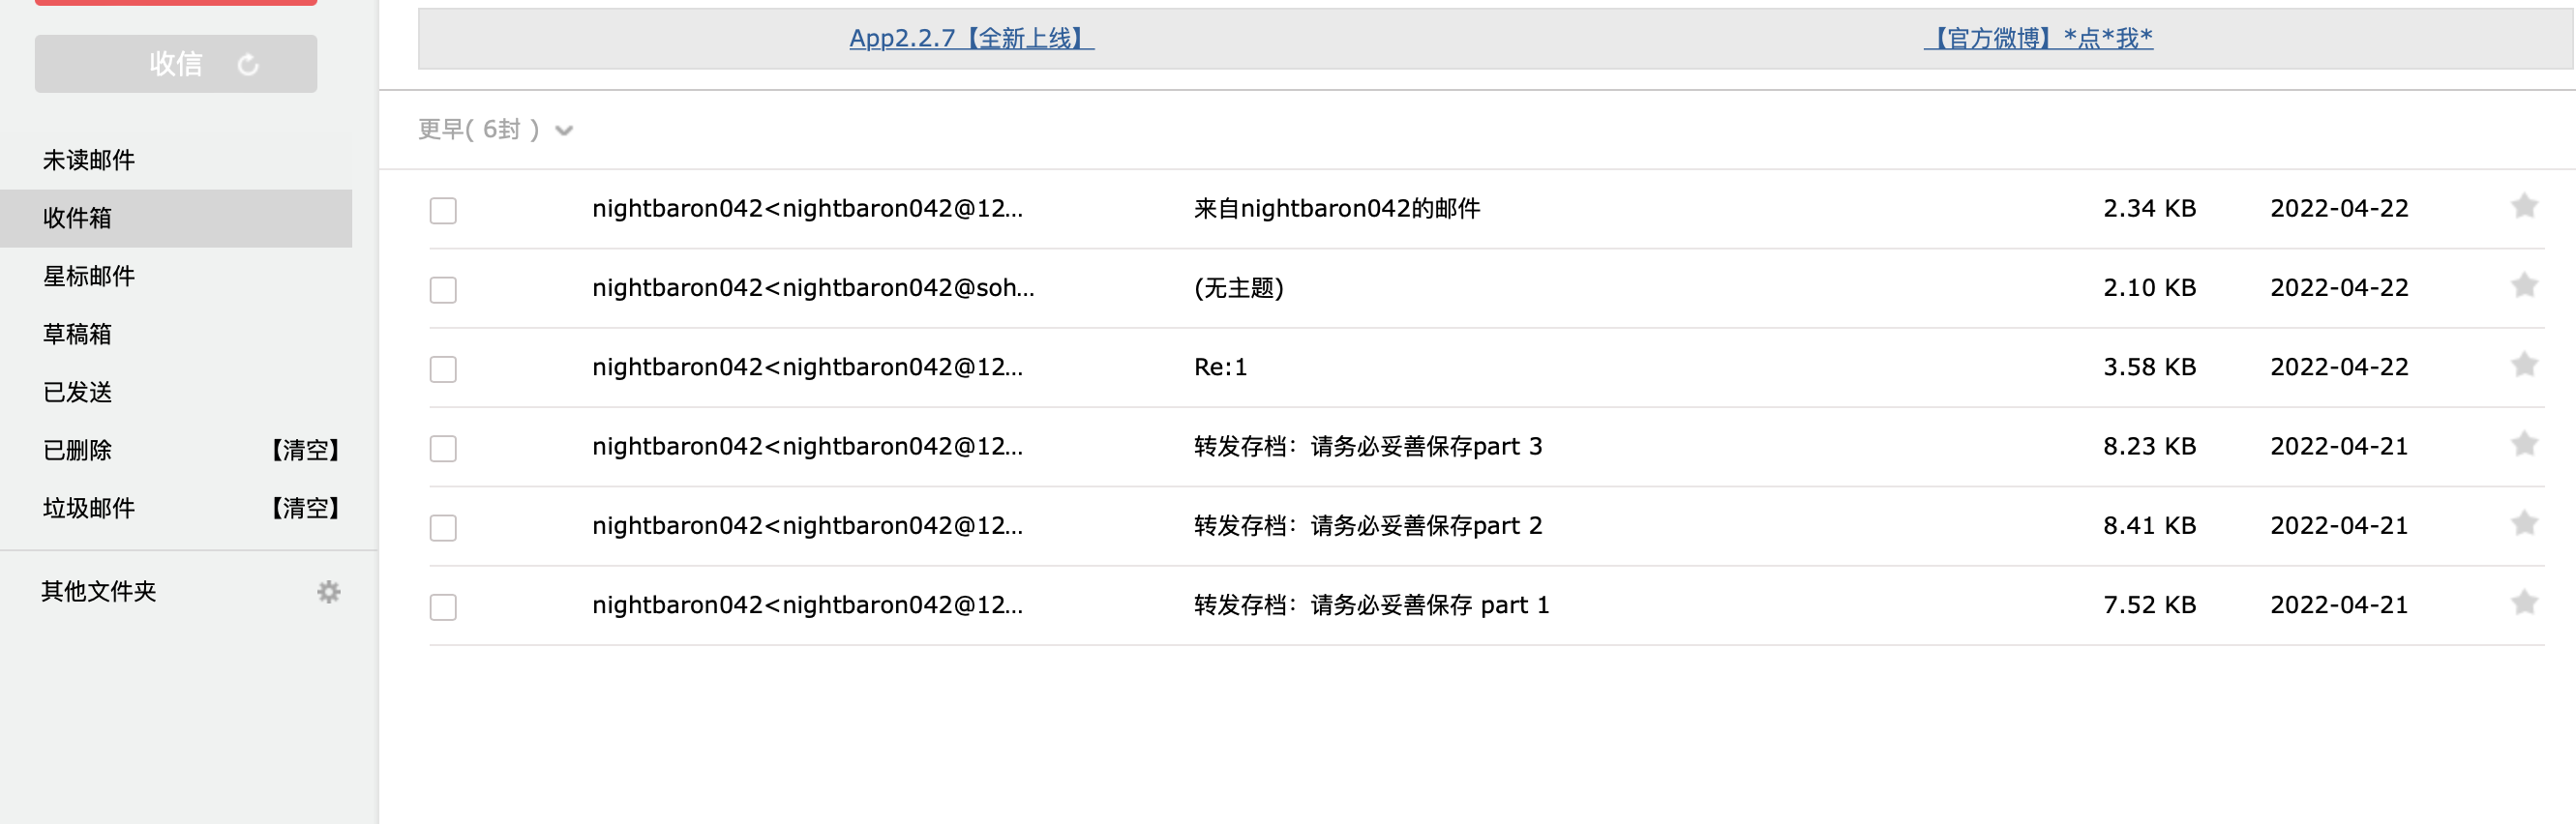 App2.2.7【全新上线】 【官方微博】*点*我*
收信
更早( 6封 )
未读邮件
收件箱
星标邮件
草稿箱
已发送
已删除 【清空】
垃圾邮件 【清空】
其他文件夹
nightbaron042<nightbaron042@12... 来自nightbaron042的邮件 2.34 KB 2022-04-22
nightbaron042<nightbaron042@soh... (无主题) 2.10 KB 2022-04-22
nightbaron042<nightbaron042@12... Re:1 3.58 KB 2022-04-22
nightbaron042<nightbaron042@12... 转发存档：请务必妥善保存part 3 8.23 KB 2022-04-21
nightbaron042<nightbaron042@12... 转发存档：请务必妥善保存part 2 8.41 KB 2022-04-21
nightbaron042<nightbaron042@12... 转发存档：请务必妥善保存 part 1 7.52 KB 2022-04-21